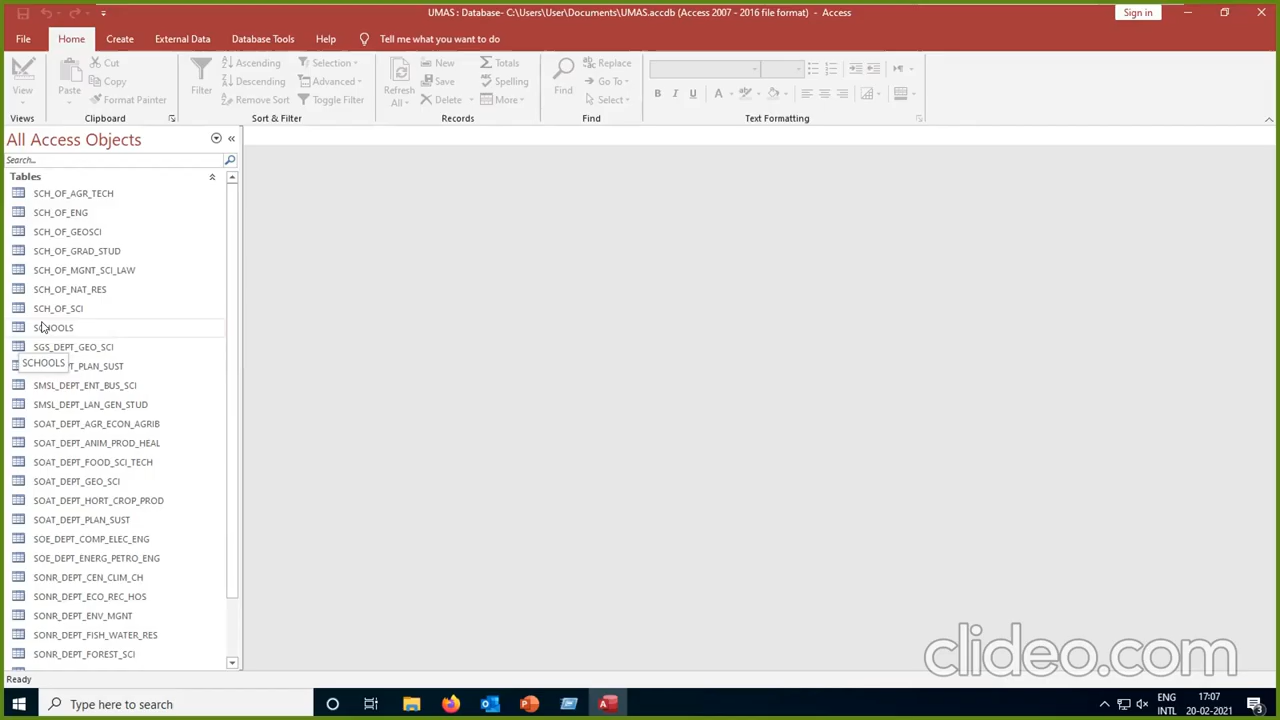 UMAS : Database- C:\Users\User\Documents\UMAS.accdb (Access 2007 - 2016 file format) - Access
Sign in
File Home Create External Data Database Tools Help Tell me what you want to do
View
Views
Paste
Cut
Copy
Format Painter
Clipboard
Filter
Ascending
Descending
Remove Sort
Selection
Advanced
Toggle Filter
Sort & Filter
Refresh All
New
Save
Delete
Totals
Spelling
More
Records
Find
Replace
Go To
Select
Find
B I U A
Text Formatting
All Access Objects
Search...
Tables
SCH_OF_AGR_TECH
SCH_OF_ENG
SCH_OF_GEOSCI
SCH_OF_GRAD_STUD
SCH_OF_MGNT_SCI_LAW
SCH_OF_NAT_RES
SCH_OF_SCI
SCHOOLS
SGS_DEPT_GEO_SCI
SCHOOLS
T_PLAN_SUST
SMSL_DEPT_ENT_BUS_SCI
SMSL_DEPT_LAN_GEN_STUD
SOAT_DEPT_AGR_ECON_AGRIB
SOAT_DEPT_ANIM_PROD_HEAL
SOAT_DEPT_FOOD_SCI_TECH
SOAT_DEPT_GEO_SCI
SOAT_DEPT_HORT_CROP_PROD
SOAT_DEPT_PLAN_SUST
SOE_DEPT_COMP_ELEC_ENG
SOE_DEPT_ENERG_PETRO_ENG
SONR_DEPT_CEN_CLIM_CH
SONR_DEPT_ECO_REC_HOS
SONR_DEPT_ENV_MGNT
SONR_DEPT_FISH_WATER_RES
SONR_DEPT_FOREST_SCI
clideo.com
Ready
Type here to search
ENG
INTL
17:07
20-02-2021
3